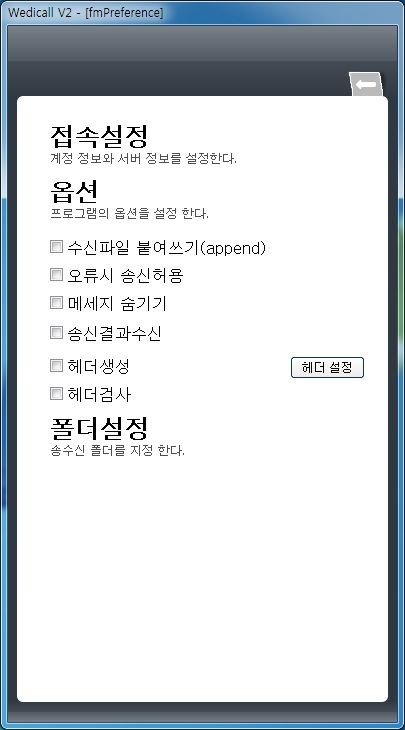 Wedicall V2 - [fmPreference]
접속설정
계정 정보와 서버 정보를 설정한다.
옵션
프로그램의 옵션을 설정 한다.
수신파일 붙여쓰기(append)
오류시 송신허용
메세지 숨기기
송신결과수신
헤더생성
헤더 설정
헤더검사
폴더설정
송수신 폴더를 지정 한다.